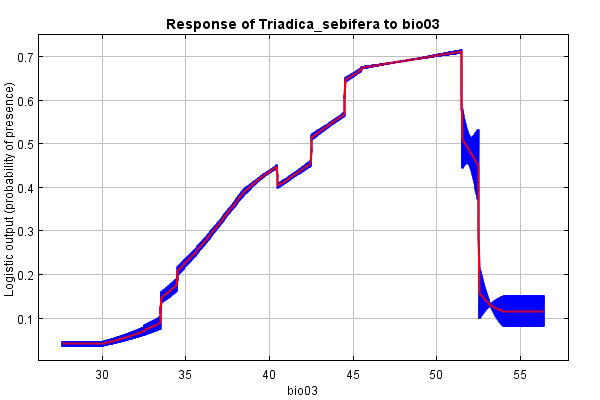 Response of Triadica_sebifera to bio03
Logistic output (probability of presence)
0.7
0.6
0.5
0.4
0.3
0.2
0.1
30 35 40 45 50 55
bio03